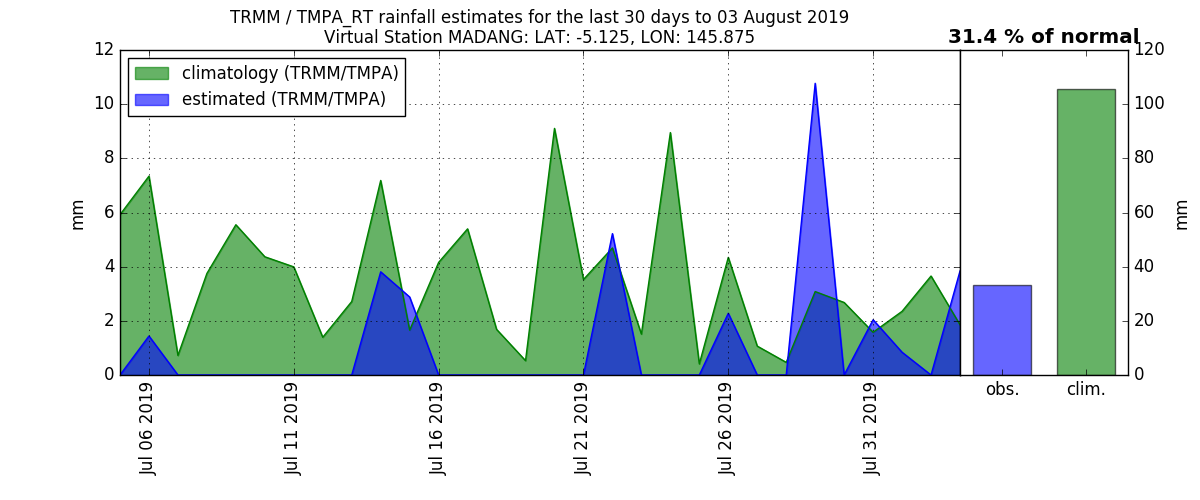 TRMM / TMPA_RT rainfall estimates for the last 30 days to 03 August 2019
Virtual Station MADANG: LAT: -5.125, LON: 145.875
31.4 % of normal
climatology (TRMM/TMPA)
estimated (TRMM/TMPA)
mm
12
10
8
6
4
2
0
Jul 06 2019
Jul 11 2019
Jul 16 2019
Jul 21 2019
Jul 26 2019
Jul 31 2019
obs.
clim.
120
100
80
60
40
20
0
mm